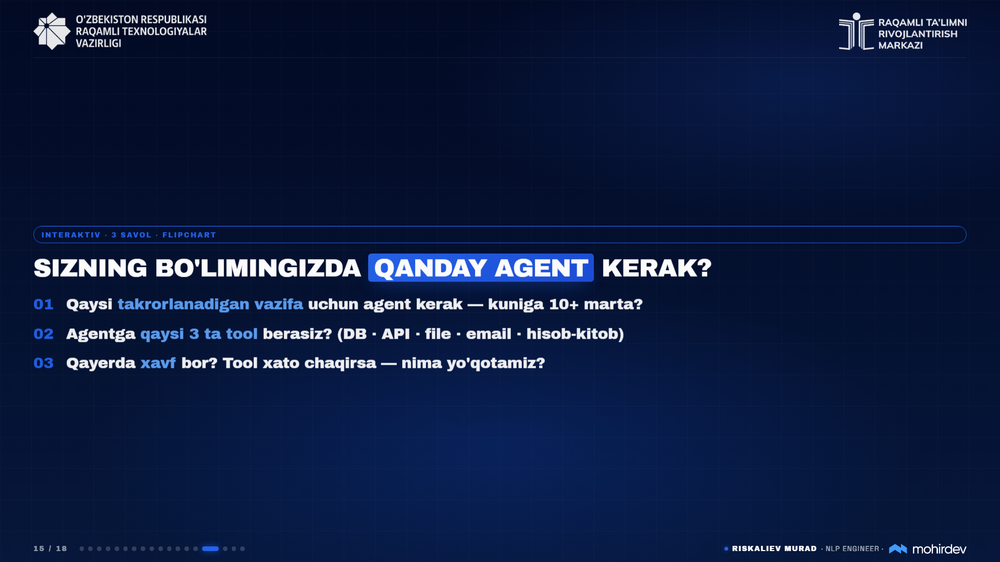 O'ZBEKISTON RESPUBLIKASI
RAQAMLI TEXNOLOGIYALAR
VAZIRLIGI
RAQAMLI TA'LIMNI
RIVOJLANTIRISH
MARKAZI
INTERAKTIV · 3 SAVOL · FLIPCHART
SIZNING BO'LIMINGIZDA QANDAY AGENT KERAK?
01 Qaysi takrorlanadigan vazifa uchun agent kerak — kuniga 10+ marta?
02 Agentga qaysi 3 ta tool berasiz? (DB · API · file · email · hisob-kitob)
03 Qayerda xavf bor? Tool xato chaqirsa — nima yo'qotamiz?
15 / 18
RISKALIEV MURAD · NLP ENGINEER · mohirdev